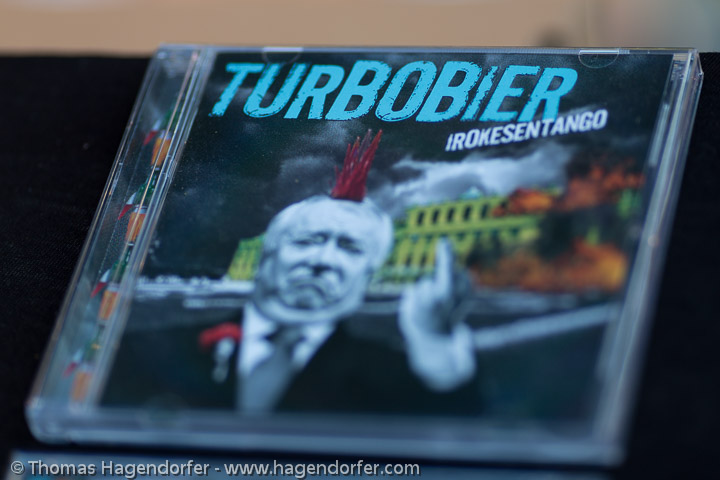 TURBOBIER
IROKESENTANGO
© Thomas Hagendorfer - www.hagendorfer.com